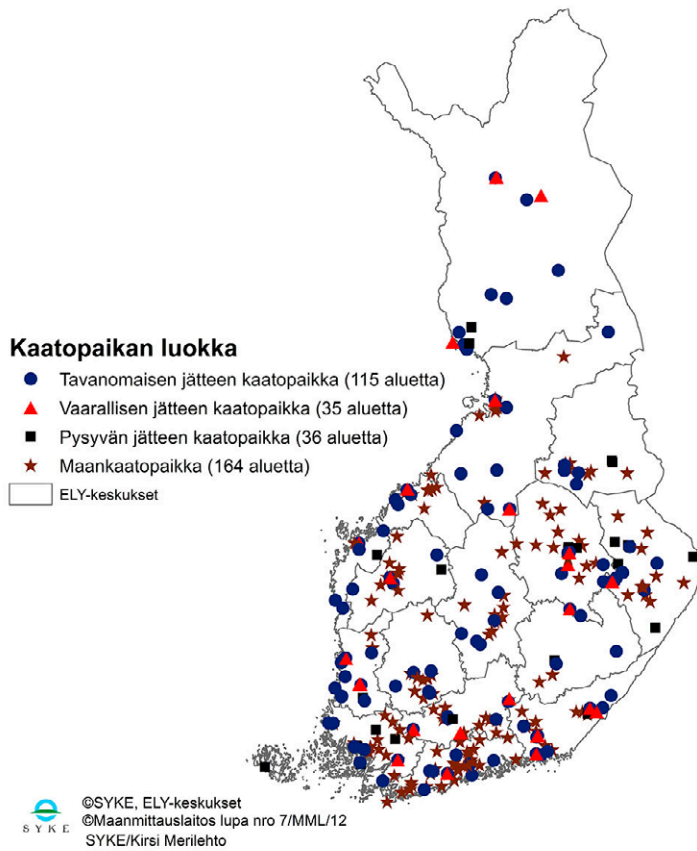 Kaatopaikan luokka
Tavanomaisen jätteen kaatopaikka (115 aluetta)
Vaarallisen jätteen kaatopaikka (35 aluetta)
Pysyvän jätteen kaatopaikka (36 aluetta)
Maankaatopaikka (164 aluetta)
ELY-keskukset
©SYKE, ELY-keskukset
©Maanmittauslaitos lupa nro 7/MML/12
SYKE/Kirsi Merilehto
SYKE